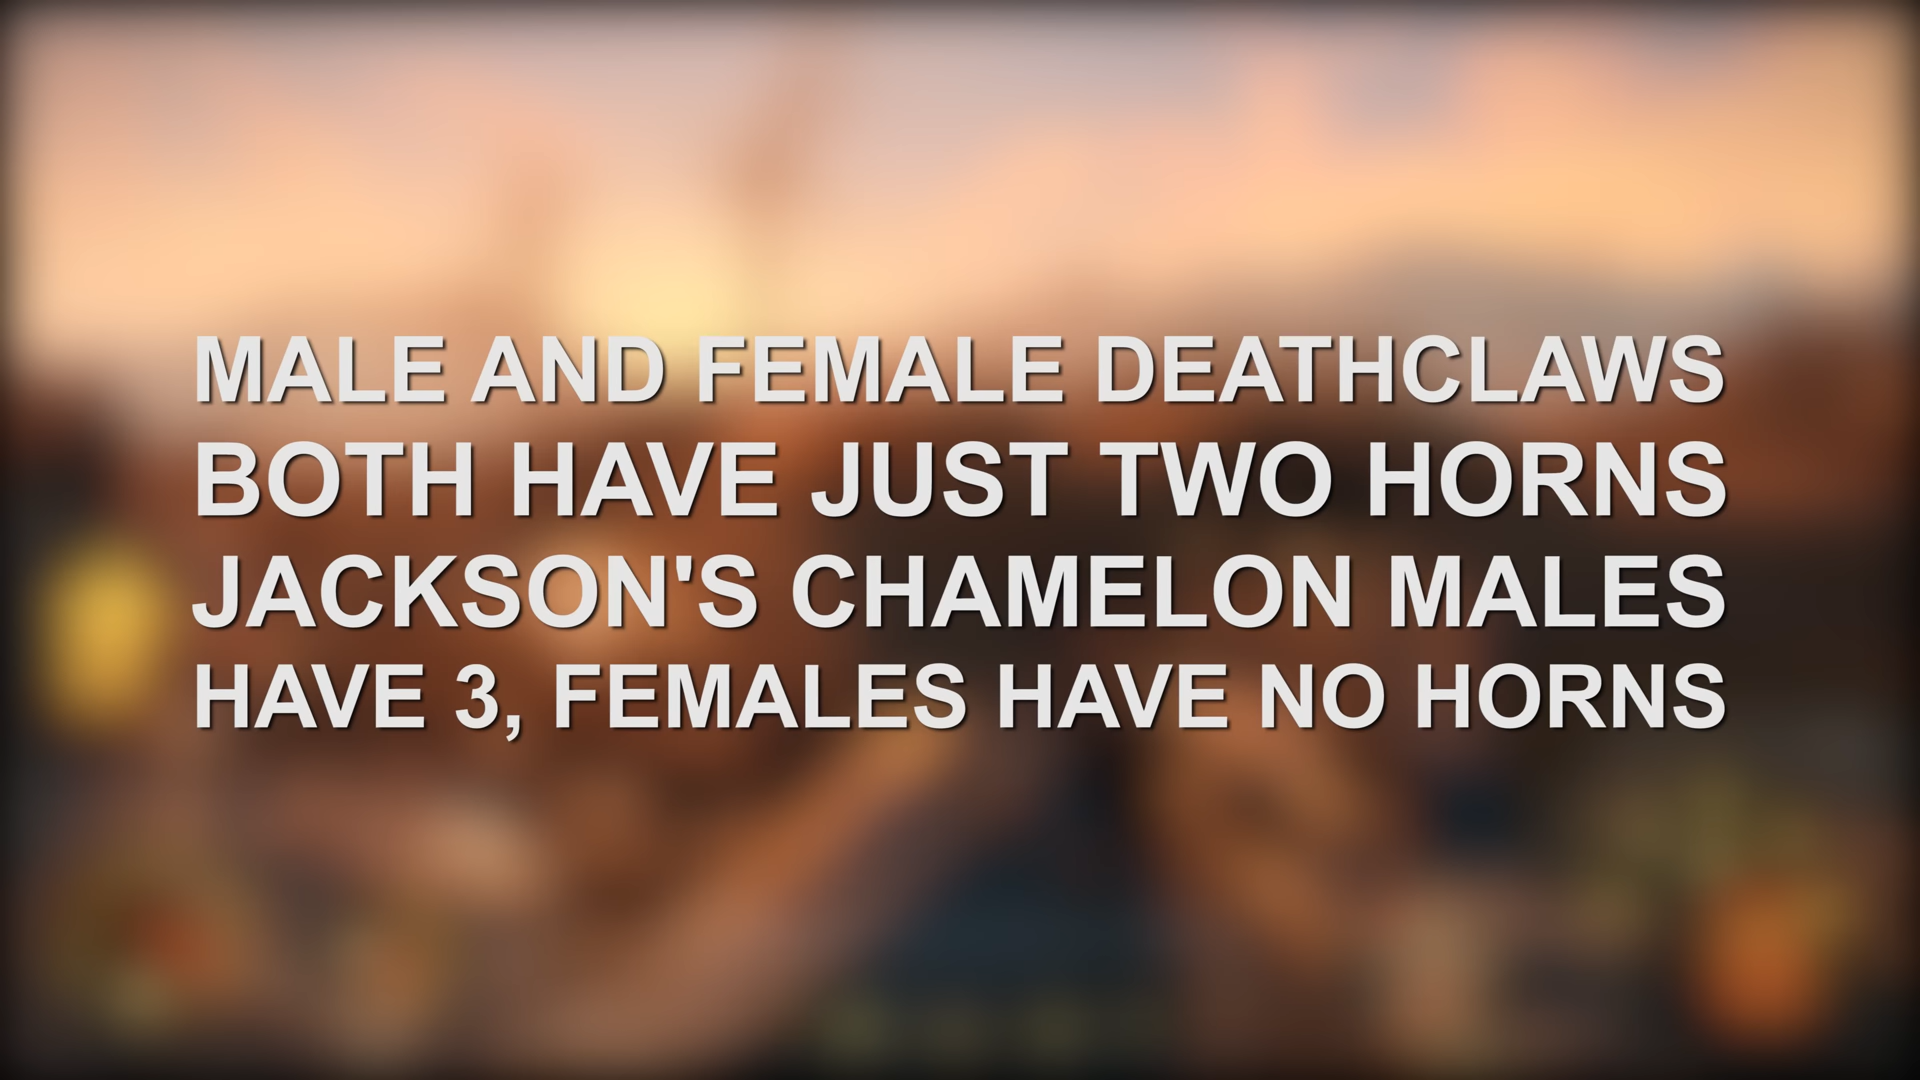 MALE AND FEMALE DEATHCLAWS
BOTH HAVE JUST TWO HORNS
JACKSON'S CHAMELON MALES
HAVE 3, FEMALES HAVE NO HORNS